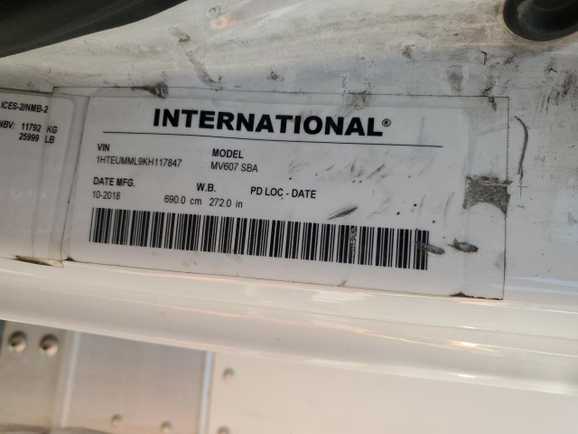 ICES-2/NMB-2
NBV: 11792 KG
25999 LB
INTERNATIONAL®
VIN MODEL
1HTEUMML9KH117847 MV607 SBA
DATE MFG. W.B. PD LOC - DATE
10-2018 690.0 cm 272.0 in